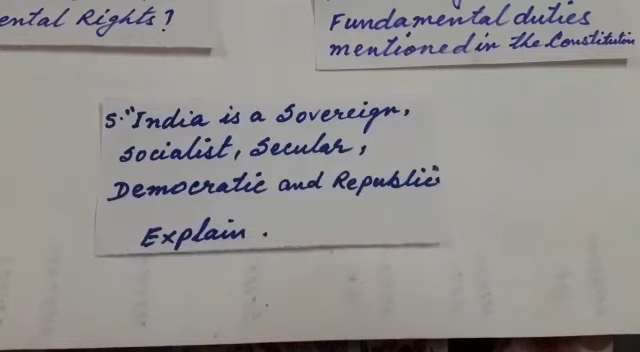 ental Rights?
Fundamental duties
mentioned in the Constitution
5. "India is a Sovereign,
Socialist, Secular,
Democratic and Republic"
Explain.